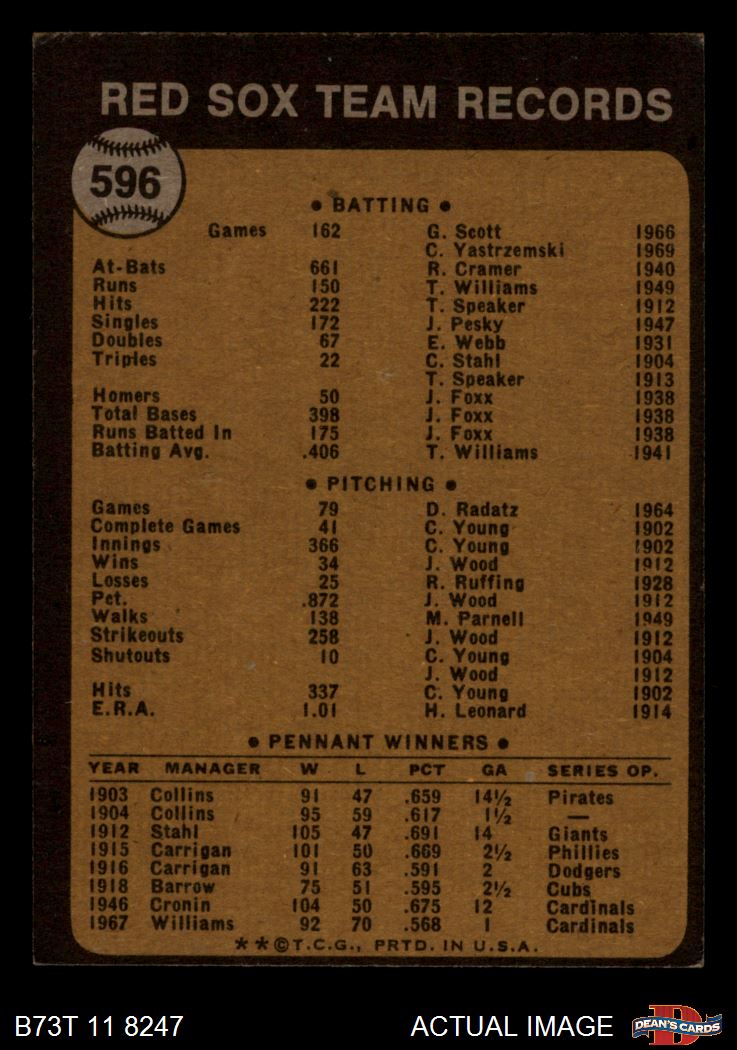 RED SOX TEAM RECORDS
596
• BATTING •
Games 162 G. Scott 1966
C. Yastrzemski 1969
At-Bats 661 R. Cramer 1940
Runs 150 T. Williams 1949
Hits 222 T. Speaker 1912
Singles 172 J. Pesky 1947
Doubles 67 E. Webb 1931
Triples 22 C. Stahl 1904
T. Speaker 1913
Homers 50 J. Foxx 1938
Total Bases 398 J. Foxx 1938
Runs Batted In 175 J. Foxx 1938
Batting Avg. .406 T. Williams 1941
• PITCHING •
Games 79 D. Radatz 1964
Complete Games 41 C. Young 1902
Innings 366 C. Young 1902
Wins 34 J. Wood 1912
Losses 25 R. Ruffing 1928
Pct. .872 J. Wood 1912
Walks 138 M. Parnell 1949
Strikeouts 258 J. Wood 1912
Shutouts 10 C. Young 1904
J. Wood 1912
Hits 337 C. Young 1902
E.R.A. 1.01 H. Leonard 1914
• PENNANT WINNERS •
YEAR MANAGER W L PCT GA SERIES OP.
1903 Collins 91 47 .659 14½ Pirates
1904 Collins 95 59 .617 1½ —
1912 Stahl 105 47 .691 14 Giants
1915 Carrigan 101 50 .669 2½ Phillies
1916 Carrigan 91 63 .591 2 Dodgers
1918 Barrow 75 51 .595 2½ Cubs
1946 Cronin 104 50 .675 12 Cardinals
1967 Williams 92 70 .568 1 Cardinals
**©T.C.G., PRTD. IN U.S.A.
B73T 11 8247 ACTUAL IMAGE DEAN'S CARDS